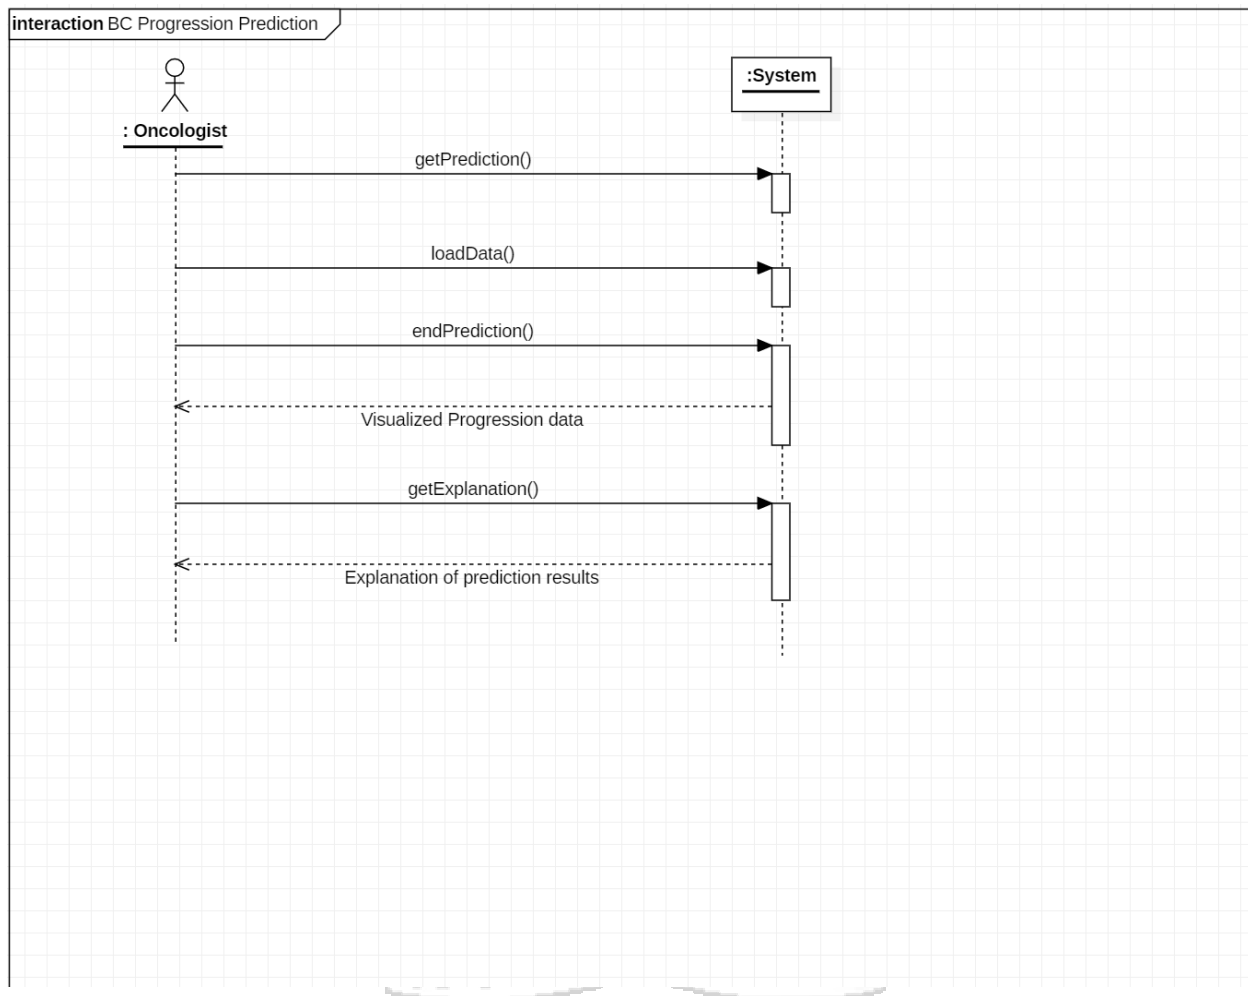 interaction BC Progression Prediction
:System
: Oncologist
getPrediction()
loadData()
endPrediction()
Visualized Progression data
getExplanation()
Explanation of prediction results